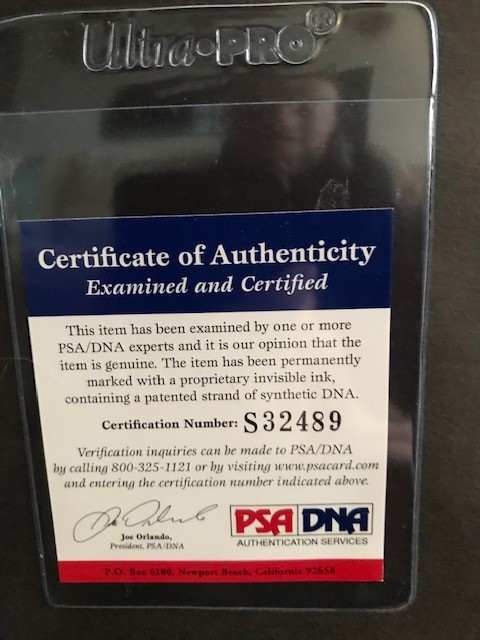 Ultra•PRO®
Certificate of Authenticity
Examined and Certified
This item has been examined by one or more
PSA/DNA experts and it is our opinion that the
item is genuine. The item has been permanently
marked with a proprietary invisible ink,
containing a patented strand of synthetic DNA.
Certification Number: S32489
Verification inquiries can be made to PSA/DNA
by calling 800-325-1121 or by visiting www.psacard.com
and entering the certification number indicated above.
Joe Orlando,
President, PSA/DNA
PSA DNA
AUTHENTICATION SERVICES
P.O. Box 6180, Newport Beach, California 92658